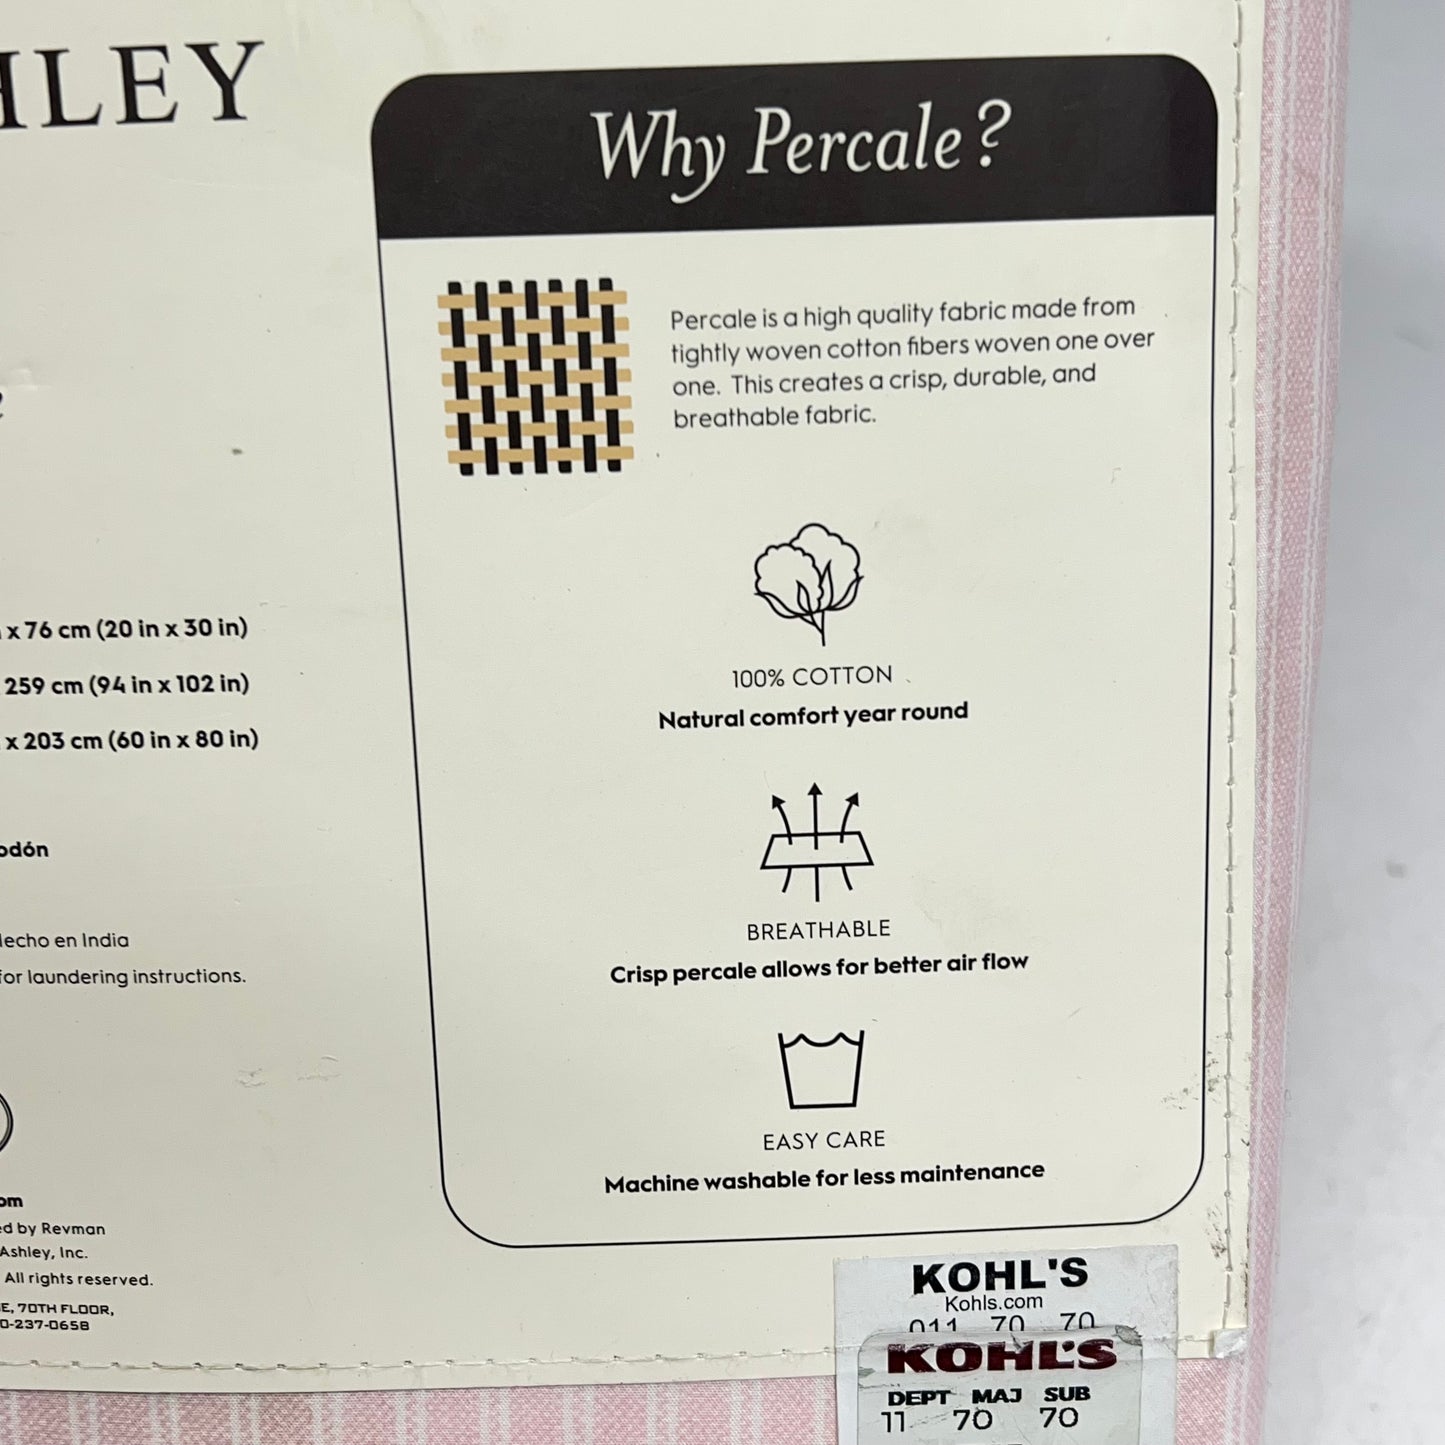 HLEY
Why Percale?
Percale is a high quality fabric made from
tightly woven cotton fibers woven one over
one. This creates a crisp, durable, and
breathable fabric.
x 76 cm (20 in x 30 in)
259 cm (94 in x 102 in)
x 203 cm (60 in x 80 in)
odón
Hecho en India
for laundering instructions.
om
ed by Revman
Ashley, Inc.
All rights reserved.
E, 70TH FLOOR,
0-237-0658
100% COTTON
Natural comfort year round
BREATHABLE
Crisp percale allows for better air flow
EASY CARE
Machine washable for less maintenance
KOHL'S
Kohls.com
011 70 70
KOHL'S
DEPT MAJ SUB
11 70 70